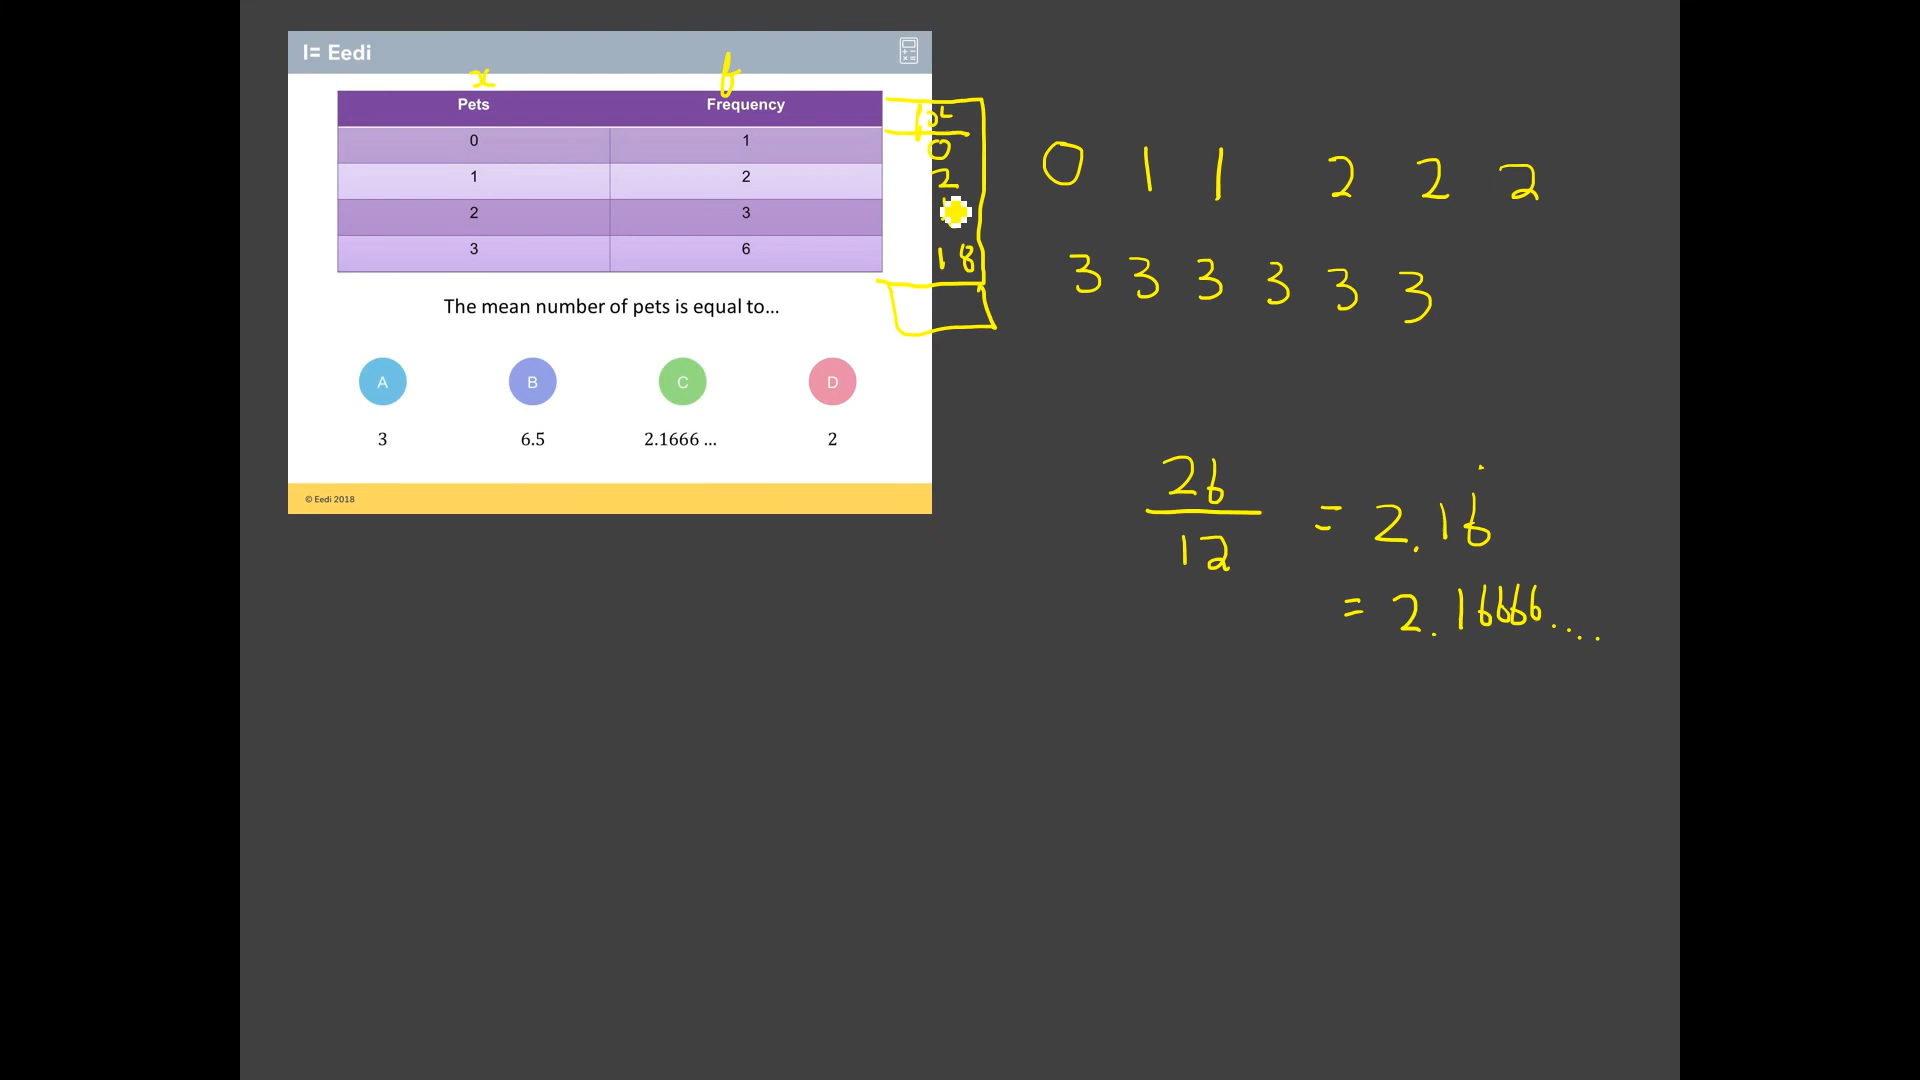 I= Eedi
x f
Pets Frequency fx
0 1 0
1 2 2
2 3
3 6 18
The mean number of pets is equal to...
A B C D
3 6.5 2.1666 ... 2
© Eedi 2018
0 1 1 2 2 2
3 3 3 3 3 3
26/12 = 2.16̇
= 2.16666....